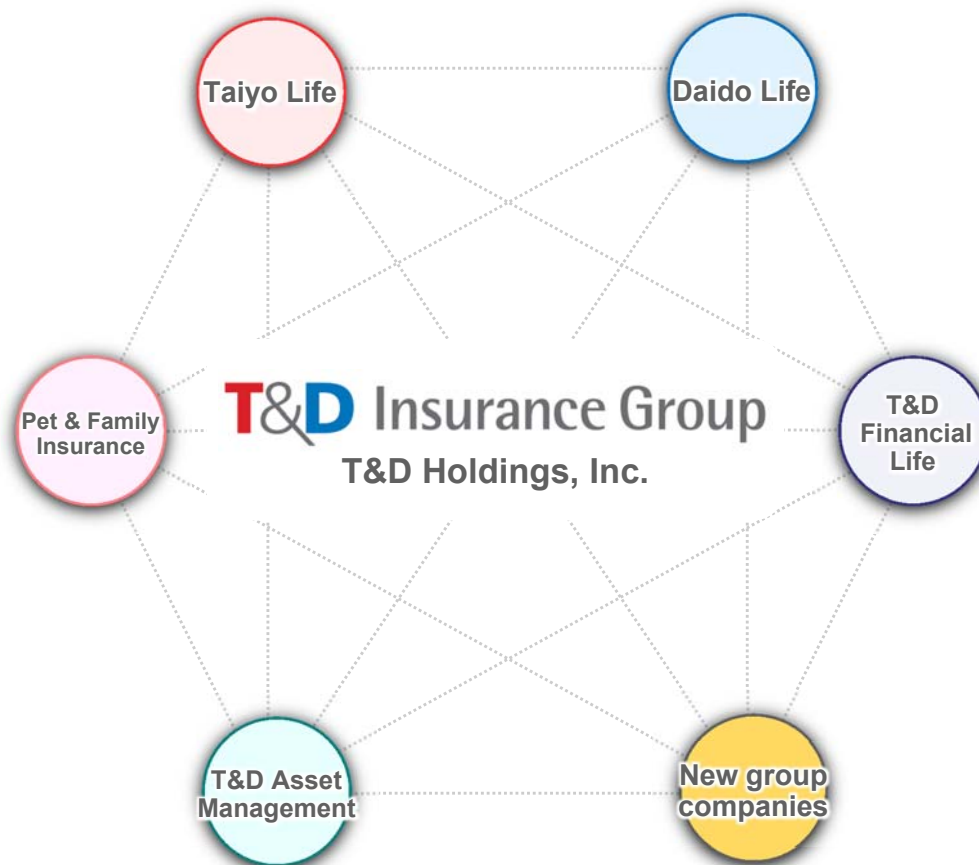 Taiyo Life
Daido Life
Pet & Family
Insurance
T&D Insurance Group
T&D Holdings, Inc.
T&D
Financial
Life
T&D Asset
Management
New group
companies